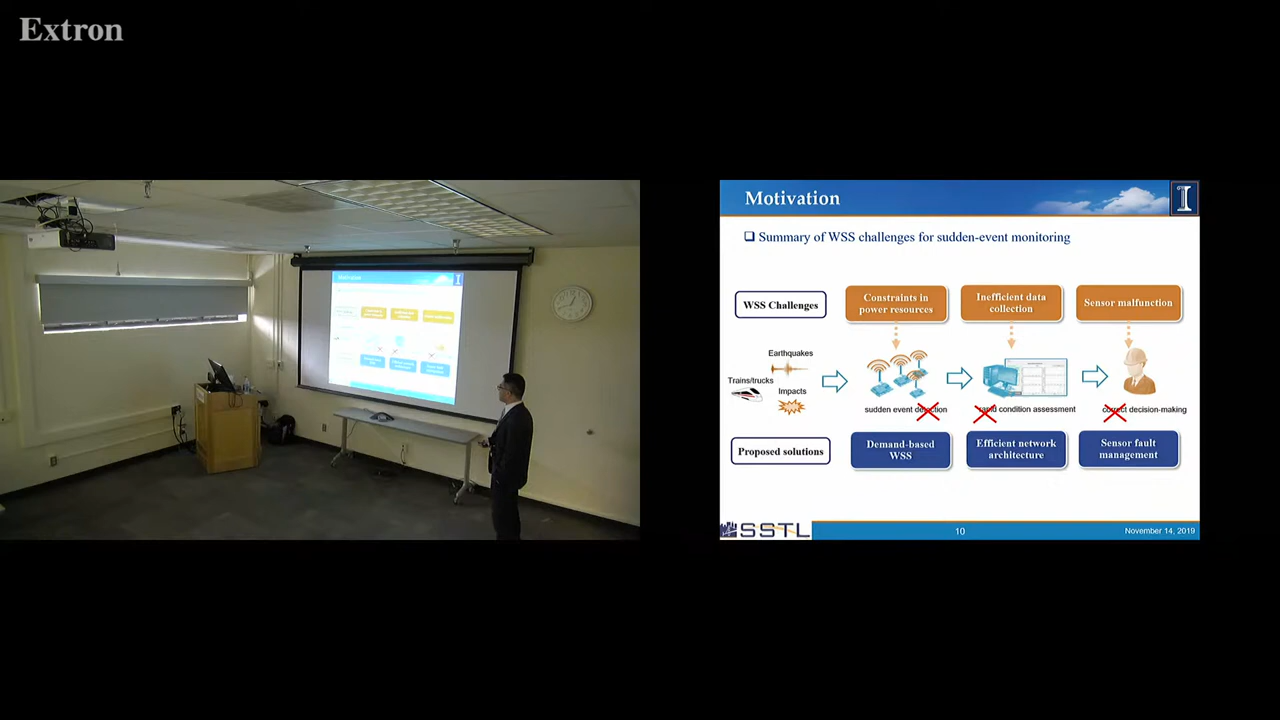 Extron
Motivation
Summary of WSS challenges for sudden-event monitoring
WSS Challenges
Constraints in
power resources
Inefficient data
collection
Sensor malfunction
Earthquakes
Trains/trucks
Impacts
sudden event detection
rapid condition assessment
correct decision-making
Proposed solutions
Demand-based
WSS
Efficient network
architecture
Sensor fault
management
SSTL
10
November 14, 2019
Motivation